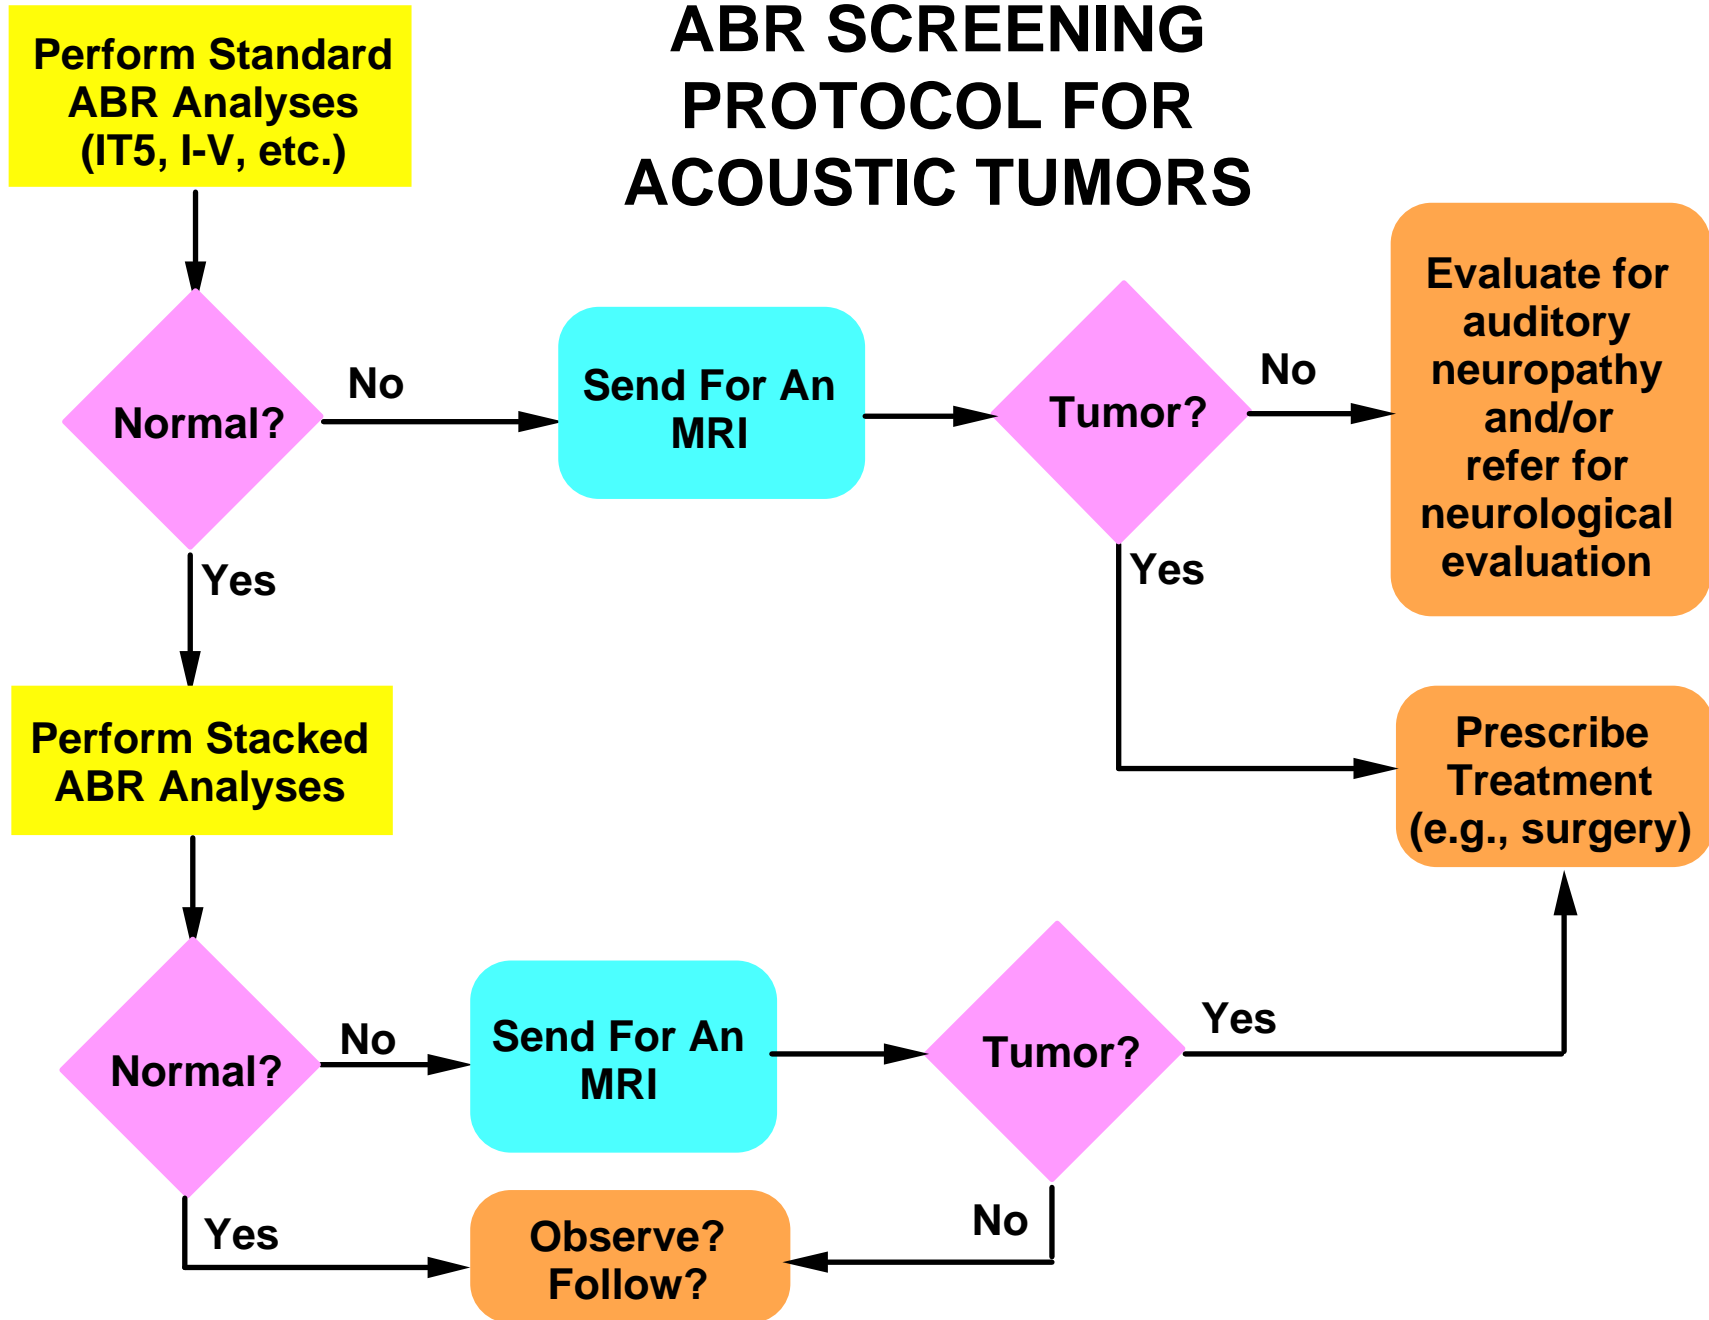 ABR SCREENING
PROTOCOL FOR
ACOUSTIC TUMORS
Perform Standard
ABR Analyses
(IT5, I-V, etc.)
Normal?
No
Send For An
MRI
Tumor?
No
Evaluate for
auditory
neuropathy
and/or
refer for
neurological
evaluation
Yes
Yes
Perform Stacked
ABR Analyses
Prescribe
Treatment
(e.g., surgery)
Normal?
No
Send For An
MRI
Tumor?
Yes
Yes
Observe?
Follow?
No